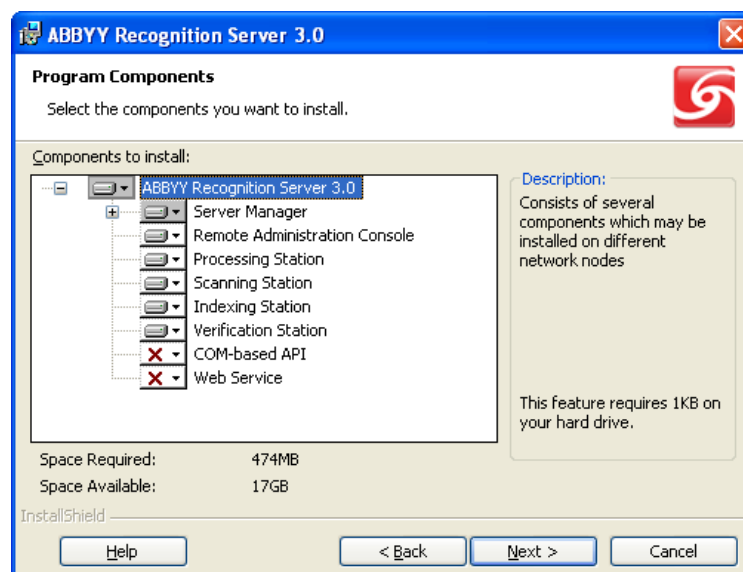 ABBYY Recognition Server 3.0
Program Components
Select the components you want to install.
Components to install:
ABBYY Recognition Server 3.0
Server Manager
Remote Administration Console
Processing Station
Scanning Station
Indexing Station
Verification Station
COM-based API
Web Service
Description:
Consists of several
components which may be
installed on different
network nodes
This feature requires 1KB on
your hard drive.
Space Required: 474MB
Space Available: 17GB
InstallShield
Help < Back Next > Cancel